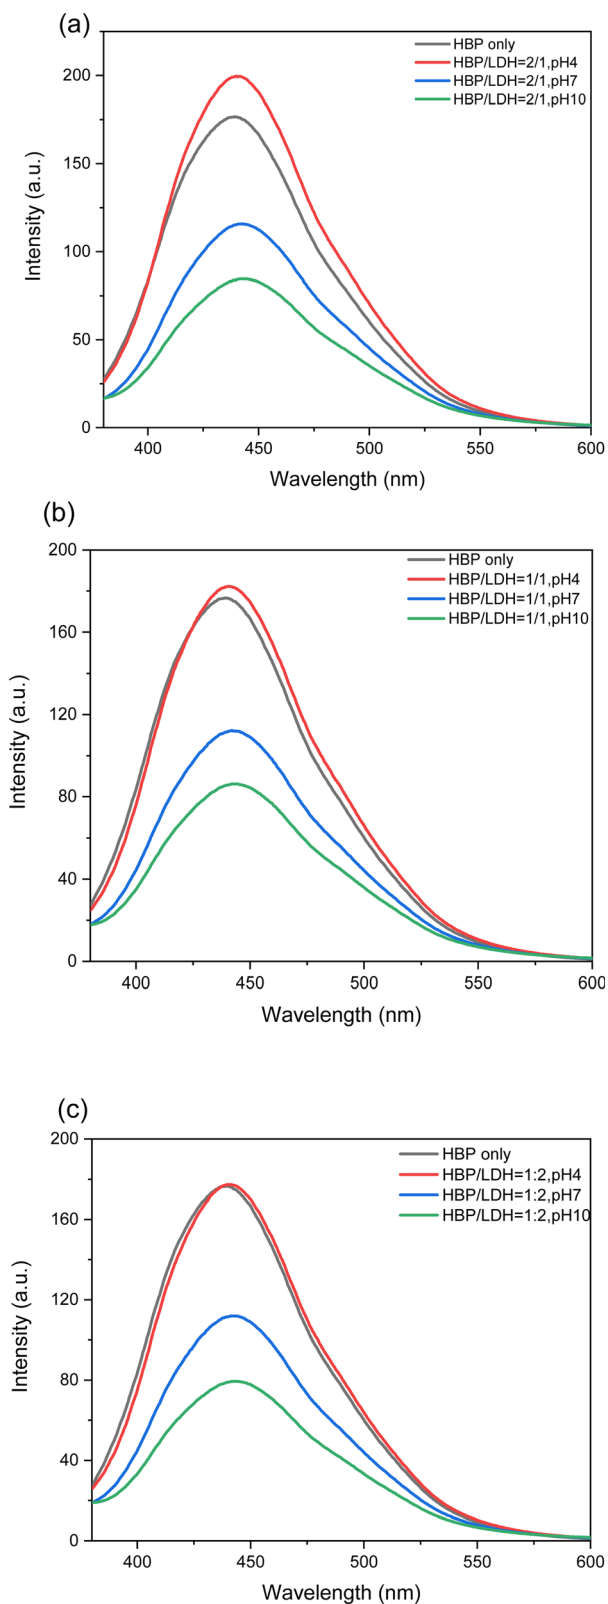 (a)
HBP only
HBP/LDH=2/1,pH4
HBP/LDH=2/1,pH7
HBP/LDH=2/1,pH10
200
150
100
50
0
Intensity (a.u.)
400 450 500 550 600
Wavelength (nm)
(b)
HBP only
HBP/LDH=1/1,pH4
HBP/LDH=1/1,pH7
HBP/LDH=1/1,pH10
200
160
120
80
40
0
Intensity (a.u.)
400 450 500 550 600
Wavelength (nm)
(c)
HBP only
HBP/LDH=1:2,pH4
HBP/LDH=1:2,pH7
HBP/LDH=1:2,pH10
200
160
120
80
40
0
Intensity (a.u.)
400 450 500 550 600
Wavelength (nm)